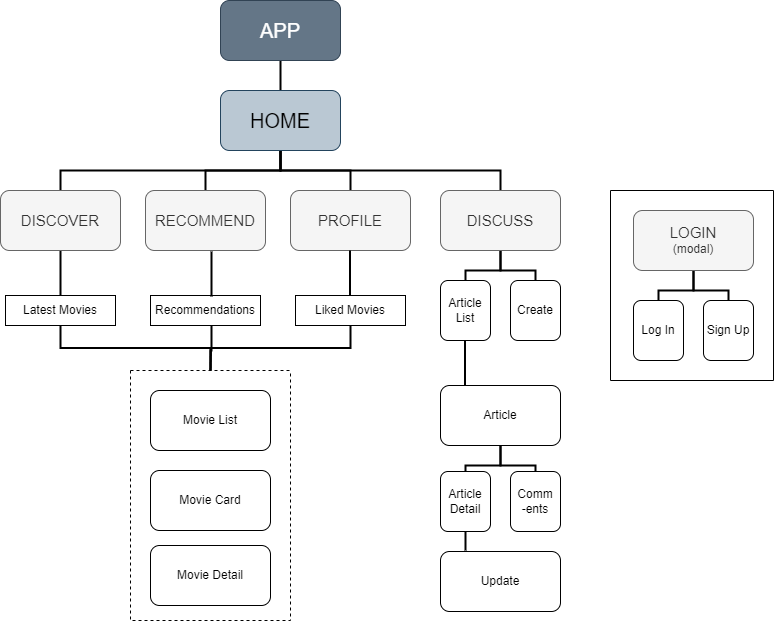 APP
HOME
DISCOVER
RECOMMEND
PROFILE
DISCUSS
LOGIN
(modal)
Latest Movies
Recommendations
Liked Movies
Article
List
Create
Log In
Sign Up
Movie List
Article
Movie Card
Article
Detail
Comm
-ents
Movie Detail
Update